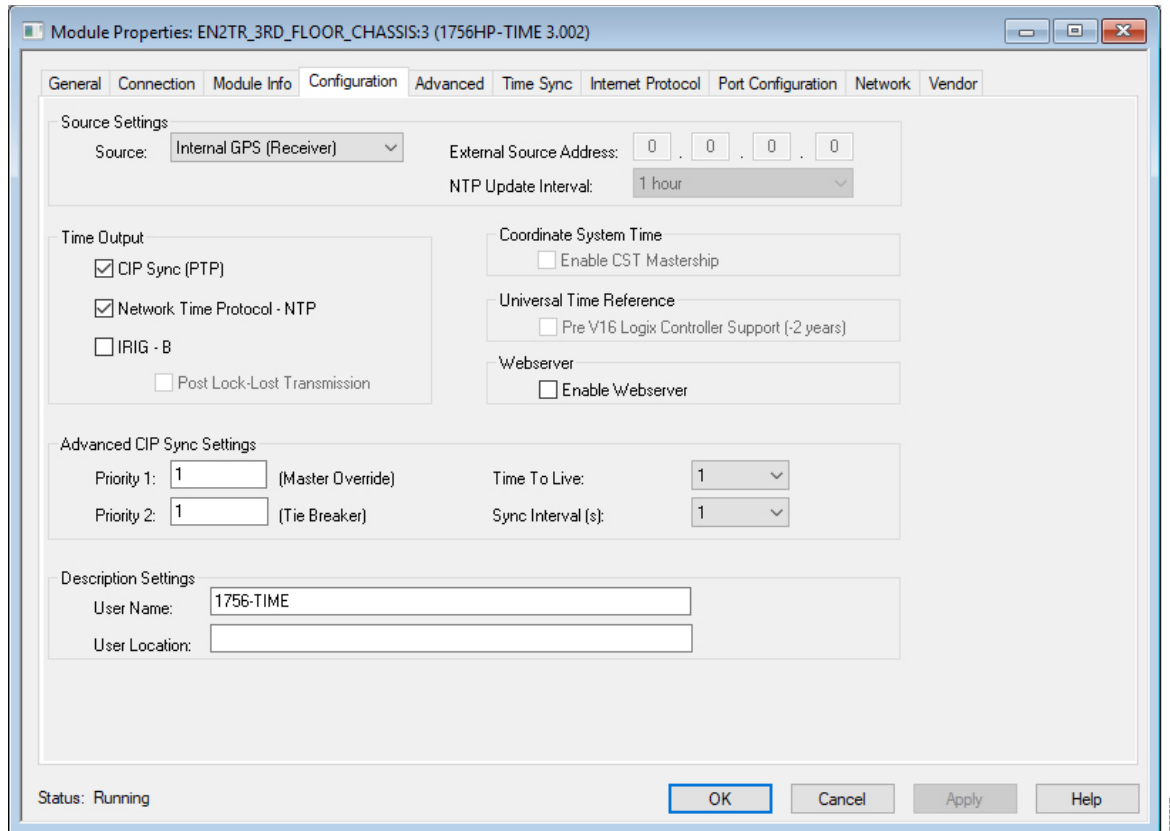 Module Properties: EN2TR_3RD_FLOOR_CHASSIS:3 (1756HP-TIME 3.002)
General Connection Module Info Configuration Advanced Time Sync Internet Protocol Port Configuration Network Vendor
Source Settings
Source: Internal GPS (Receiver)
External Source Address: 0 . 0 . 0 . 0
NTP Update Interval: 1 hour
Time Output
CIP Sync (PTP)
Network Time Protocol - NTP
IRIG - B
Post Lock-Lost Transmission
Coordinate System Time
Enable CST Mastership
Universal Time Reference
Pre V16 Logix Controller Support (-2 years)
Webserver
Enable Webserver
Advanced CIP Sync Settings
Priority 1: 1 (Master Override)
Priority 2: 1 (Tie Breaker)
Time To Live: 1
Sync Interval (s): 1
Description Settings
User Name: 1756-TIME
User Location:
Status: Running
OK Cancel Apply Help